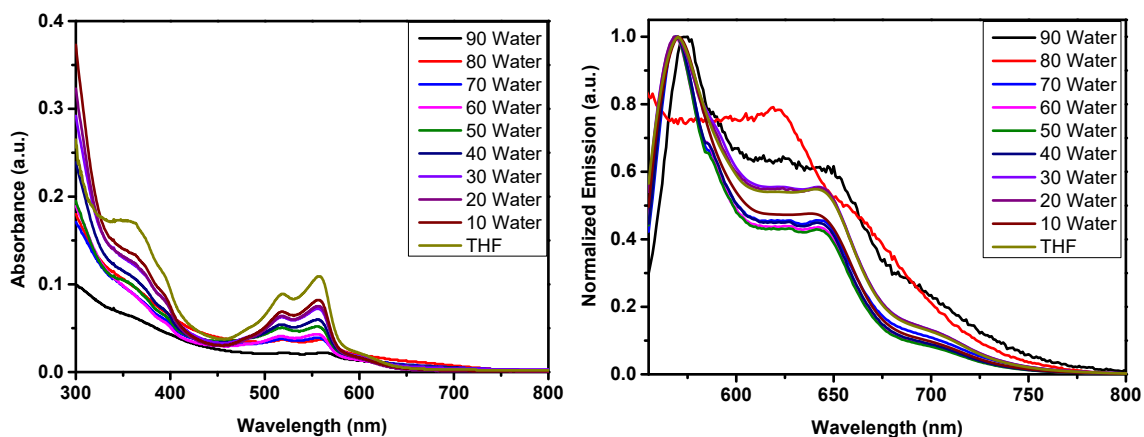 0.4
0.3
0.2
0.1
0.0
Absorbance (a.u.)
300
400
500
600
700
800
Wavelength (nm)
90 Water
80 Water
70 Water
60 Water
50 Water
40 Water
30 Water
20 Water
10 Water
THF
1.0
0.8
0.6
0.4
0.2
0.0
Normalized Emission (a.u.)
600
650
700
750
800
Wavelength (nm)
90 Water
80 Water
70 Water
60 Water
50 Water
40 Water
30 Water
20 Water
10 Water
THF